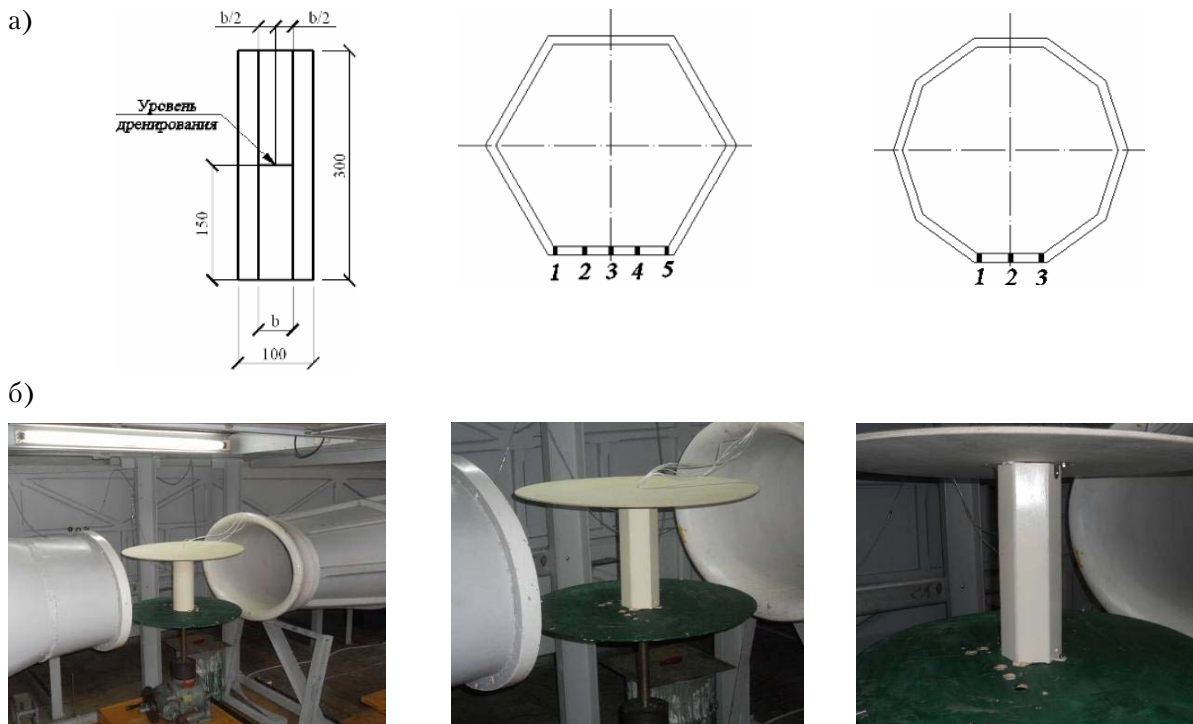 а)
b/2 b/2
Уровень
дренирования
300
150
b
100
1 2 3 4 5
1 2 3
б)